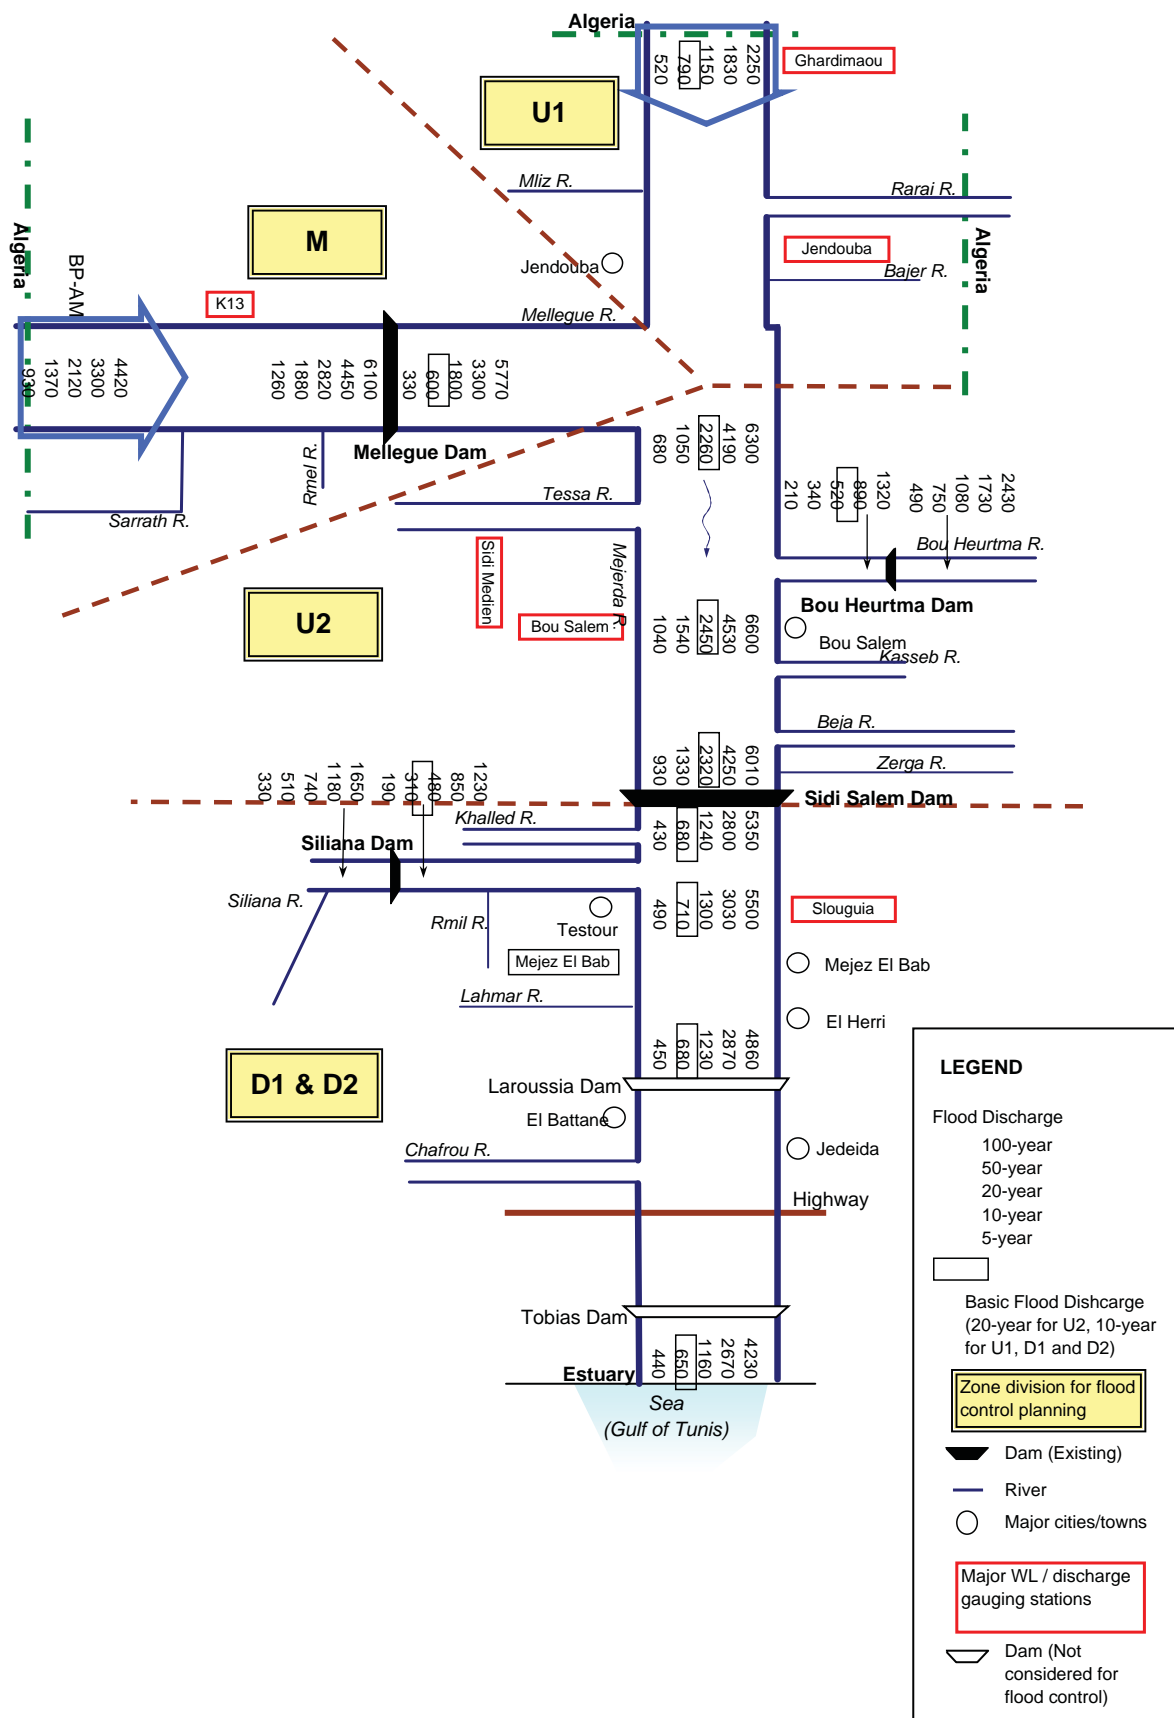 Algeria
2250
1830
1150
790
520
Ghardimaou
U1
Mliz R.
Rarai R.
Algeria
Algeria
M
Jendouba
Jendouba
Bajer R.
BP-AM
K13
Mellegue R.
4420
3300
2120
1370
930
6100
4450
2820
1880
1260
5770
3300
1800
600
330
Mellegue Dam
Rmel R.
Sarrath R.
Tessa R.
6300
4190
2260
1050
680
1320
890
520
340
210
2430
1730
1080
750
490
Bou Heurtma R.
Bou Heurtma Dam
Sidi Medien
Mejerda R.
U2
Bou Salem
6600
4530
2450
1540
1040
Bou Salem
Kasseb R.
Beja R.
Zerga R.
6010
4250
2320
1330
930
Sidi Salem Dam
1650
1180
740
510
330
1230
850
480
310
190
Khalled R.
Siliana Dam
5350
2800
1240
680
430
Siliana R.
Rmil R.
Testour
5500
3030
1300
710
490
Slouguia
Mejez El Bab
Mejez El Bab
Lahmar R.
El Herri
D1 & D2
4860
2870
1230
680
450
Laroussia Dam
El Battane
Chafrou R.
Jedeida
Highway
Tobias Dam
4230
2670
1160
650
440
Estuary
Sea
(Gulf of Tunis)
LEGEND
Flood Discharge
100-year
50-year
20-year
10-year
5-year
Basic Flood Dishcarge
(20-year for U2, 10-year
for U1, D1 and D2)
Zone division for flood
control planning
Dam (Existing)
River
Major cities/towns
Major WL / discharge
gauging stations
Dam (Not
considered for
flood control)